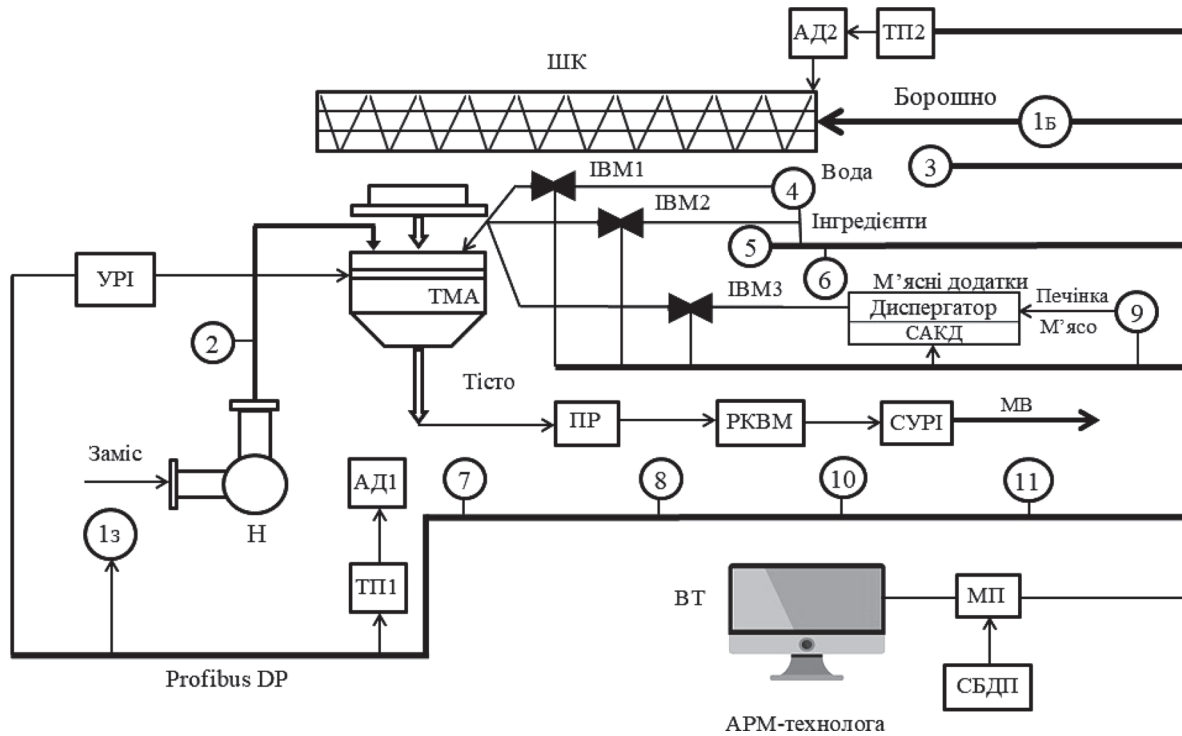 АД2
ТП2
ШК
Борошно
1Б
3
ІВМ1
Вода
4
ІВМ2
Інгредієнти
5
6
УРІ
ТМА
ІВМ3
М’ясні додатки
Диспергатор
САКД
Печінка
М’ясо
9
2
Тісто
ПР
РКВМ
СУРІ
МВ
Заміс
Н
АД1
7
8
10
11
1з
ТП1
ВТ
МП
СБДП
Profibus DP
АРМ-технолога